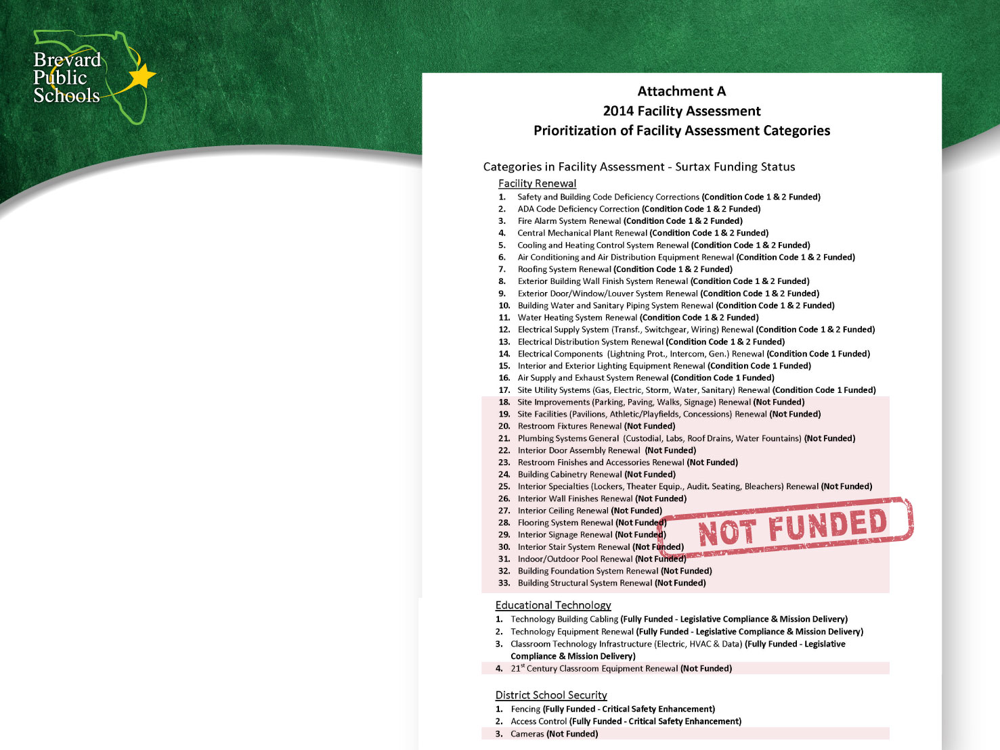 Brevard
Public
Schools
Attachment A
2014 Facility Assessment
Prioritization of Facility Assessment Categories
Categories in Facility Assessment - Surtax Funding Status
Facility Renewal
1. Safety and Building Code Deficiency Corrections (Condition Code 1 & 2 Funded)
2. ADA Code Deficiency Correction (Condition Code 1 & 2 Funded)
3. Fire Alarm System Renewal (Condition Code 1 & 2 Funded)
4. Central Mechanical Plant Renewal (Condition Code 1 & 2 Funded)
5. Cooling and Heating Control System Renewal (Condition Code 1 & 2 Funded)
6. Air Conditioning and Air Distribution Equipment Renewal (Condition Code 1 & 2 Funded)
7. Roofing System Renewal (Condition Code 1 & 2 Funded)
8. Exterior Building Wall Finish System Renewal (Condition Code 1 & 2 Funded)
9. Exterior Door/Window/Louver System Renewal (Condition Code 1 & 2 Funded)
10. Building Water and Sanitary Piping System Renewal (Condition Code 1 & 2 Funded)
11. Water Heating System Renewal (Condition Code 1 & 2 Funded)
12. Electrical Supply System (Transf., Switchgear, Wiring) Renewal (Condition Code 1 & 2 Funded)
13. Electrical Distribution System Renewal (Condition Code 1 & 2 Funded)
14. Electrical Components (Lightning Prot., Intercom, Gen.) Renewal (Condition Code 1 Funded)
15. Interior and Exterior Lighting Equipment Renewal (Condition Code 1 Funded)
16. Air Supply and Exhaust System Renewal (Condition Code 1 Funded)
17. Site Utility Systems (Gas, Electric, Storm, Water, Sanitary) Renewal (Condition Code 1 Funded)
18. Site Improvements (Parking, Paving, Walks, Signage) Renewal (Not Funded)
19. Site Facilities (Pavilions, Athletic/Playfields, Concessions) Renewal (Not Funded)
20. Restroom Fixtures Renewal (Not Funded)
21. Plumbing Systems General (Custodial, Labs, Roof Drains, Water Fountains) (Not Funded)
22. Interior Door Assembly Renewal (Not Funded)
23. Restroom Finishes and Accessories Renewal (Not Funded)
24. Building Cabinetry Renewal (Not Funded)
25. Interior Specialties (Lockers, Theater Equip., Audit. Seating, Bleachers) Renewal (Not Funded)
26. Interior Wall Finishes Renewal (Not Funded)
27. Interior Ceiling Renewal (Not Funded)
28. Flooring System Renewal (Not Funded)
29. Interior Signage Renewal (Not Funded)
30. Interior Stair System Renewal (Not Funded)
31. Indoor/Outdoor Pool Renewal (Not Funded)
32. Building Foundation System Renewal (Not Funded)
33. Building Structural System Renewal (Not Funded)
NOT FUNDED
Educational Technology
1. Technology Building Cabling (Fully Funded - Legislative Compliance & Mission Delivery)
2. Technology Equipment Renewal (Fully Funded - Legislative Compliance & Mission Delivery)
3. Classroom Technology Infrastructure (Electric, HVAC & Data) (Fully Funded - Legislative
Compliance & Mission Delivery)
4. 21st Century Classroom Equipment Renewal (Not Funded)
District School Security
1. Fencing (Fully Funded - Critical Safety Enhancement)
2. Access Control (Fully Funded - Critical Safety Enhancement)
3. Cameras (Not Funded)